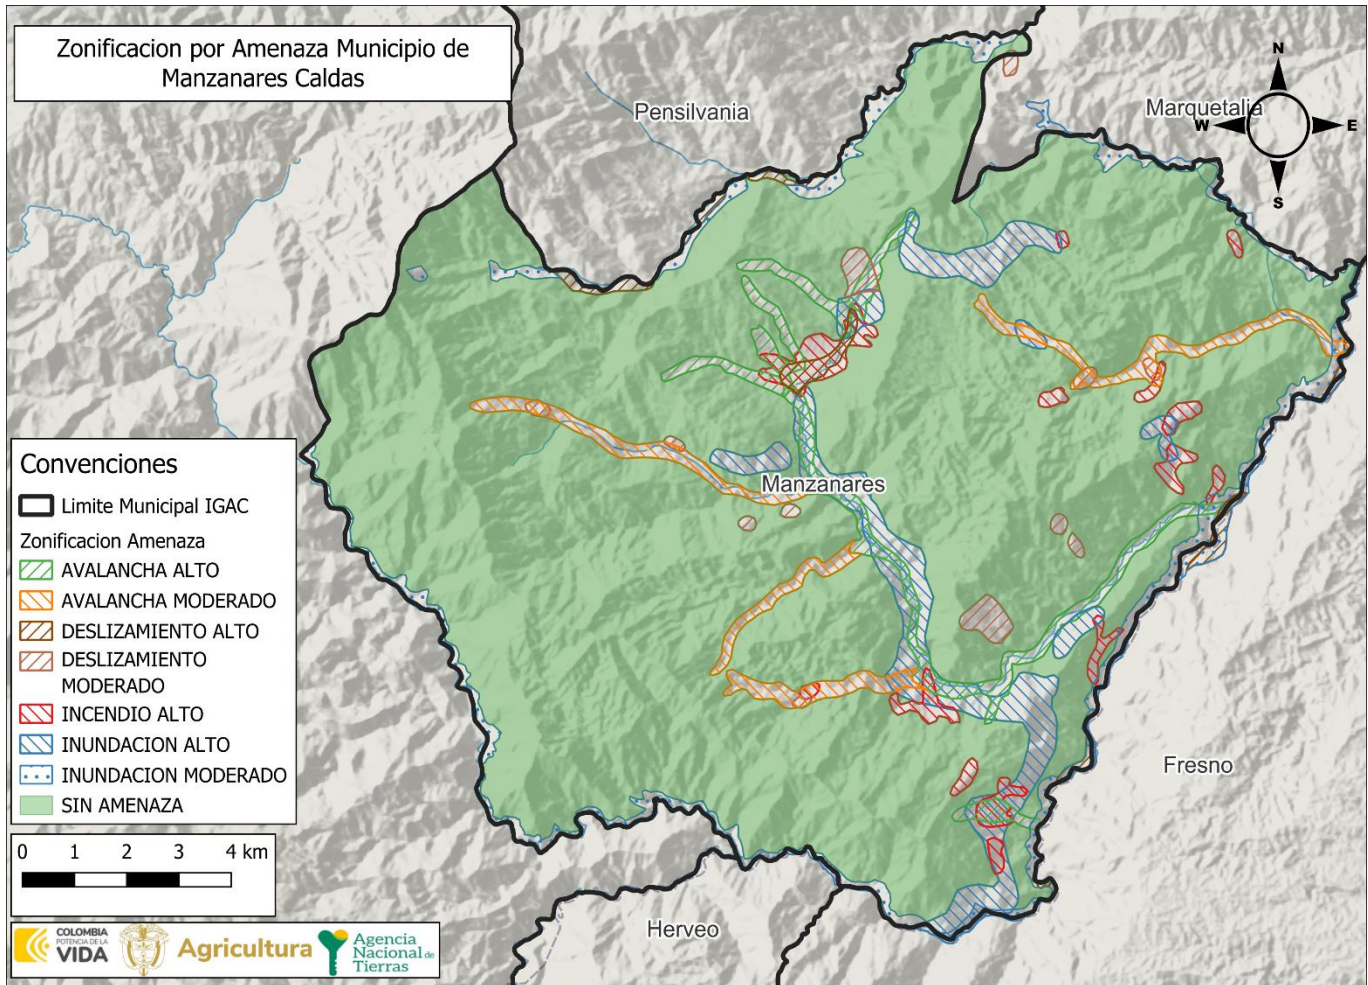 Zonificacion por Amenaza Municipio de
Manzanares Caldas
Pensilvania
Marquetalia
N
W
E
S
Manzanares
Fresno
Herveo
Convenciones
Limite Municipal IGAC
Zonificacion Amenaza
AVALANCHA ALTO
AVALANCHA MODERADO
DESLIZAMIENTO ALTO
DESLIZAMIENTO
MODERADO
INCENDIO ALTO
INUNDACION ALTO
INUNDACION MODERADO
SIN AMENAZA
0 1 2 3 4 km
COLOMBIA
POTENCIA DE LA
VIDA
Agricultura
Agencia
Nacional de
Tierras